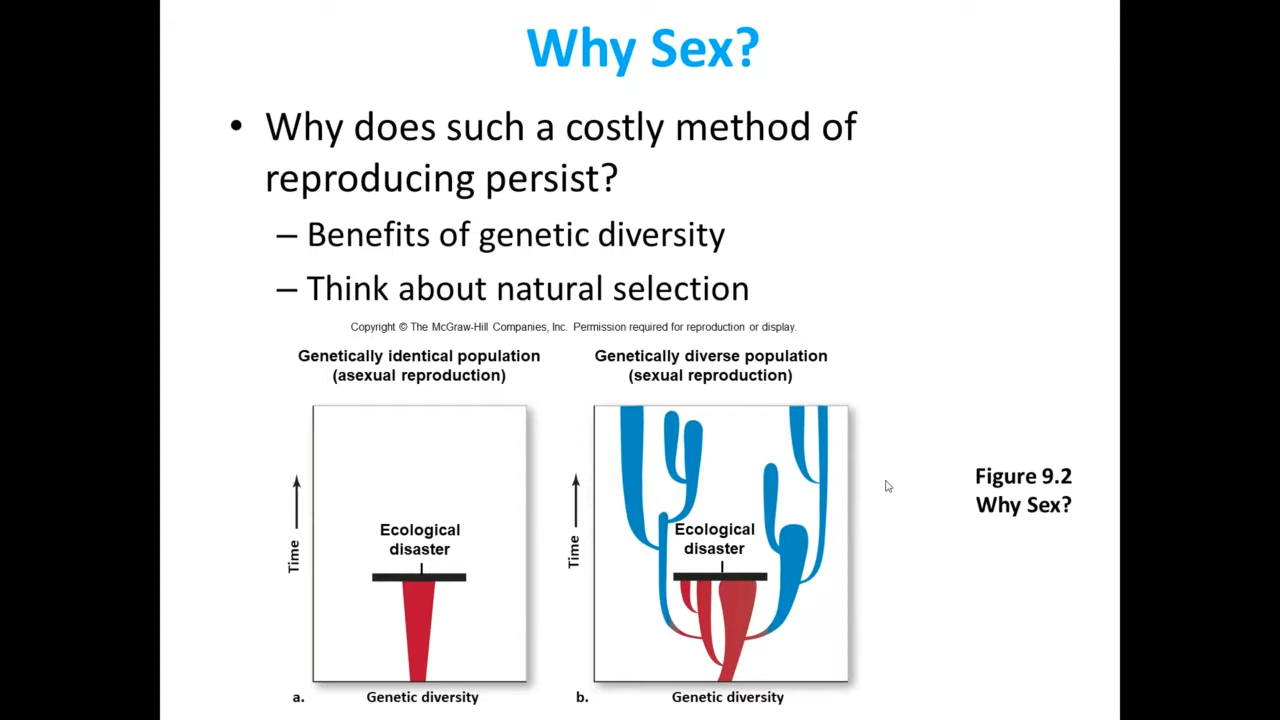 Why Sex?
• Why does such a costly method of
reproducing persist?
– Benefits of genetic diversity
– Think about natural selection
Copyright © The McGraw-Hill Companies, Inc. Permission required for reproduction or display.
Genetically identical population
(asexual reproduction)
Time
Ecological
disaster
a.
Genetic diversity
Genetically diverse population
(sexual reproduction)
Time
Ecological
disaster
b.
Genetic diversity
Figure 9.2
Why Sex?